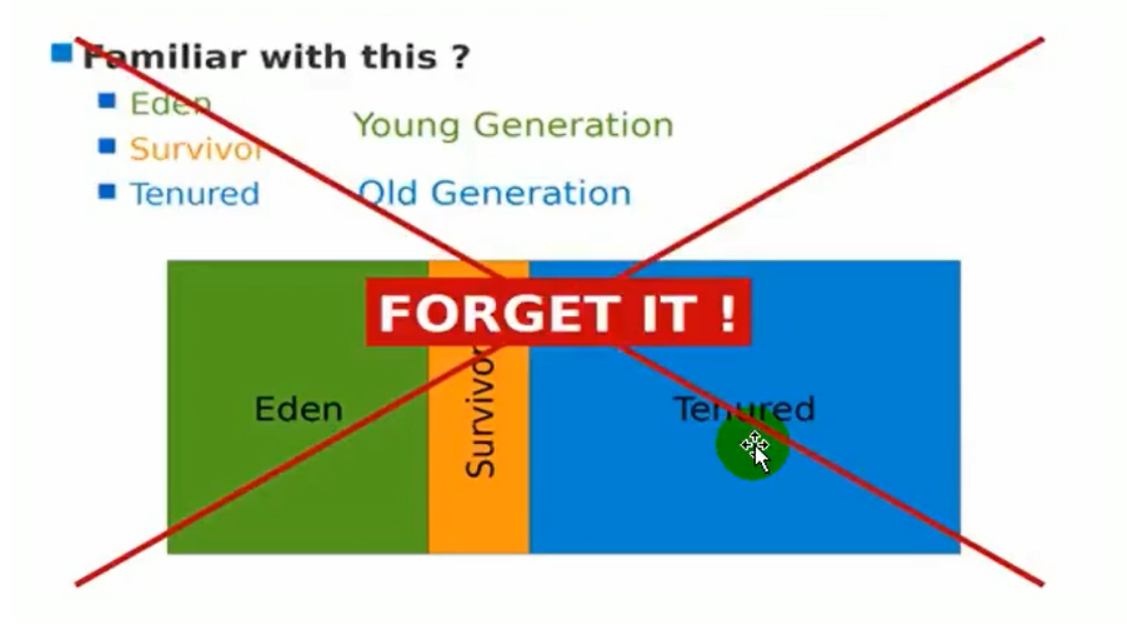 Familiar with this ?
Eden
Young Generation
Survivor
Tenured
Old Generation
FORGET IT !
Eden
Survivor
Tenured